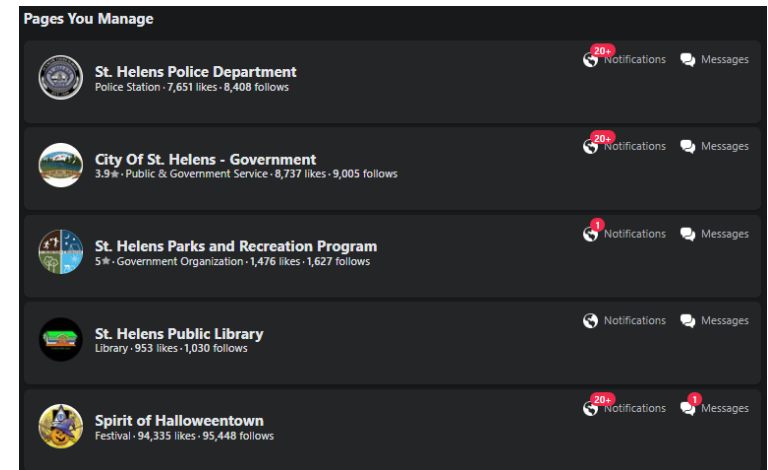 Pages You Manage
St. Helens Police Department
Police Station · 7,651 likes · 8,408 follows
20+
Notifications
Messages
City Of St. Helens - Government
3.9★ · Public & Government Service · 8,737 likes · 9,005 follows
20+
Notifications
Messages
St. Helens Parks and Recreation Program
5★ · Government Organization · 1,476 likes · 1,627 follows
1
Notifications
Messages
St. Helens Public Library
Library · 953 likes · 1,030 follows
Notifications
Messages
Spirit of Halloweentown
Festival · 94,335 likes · 95,448 follows
20+
Notifications
1
Messages